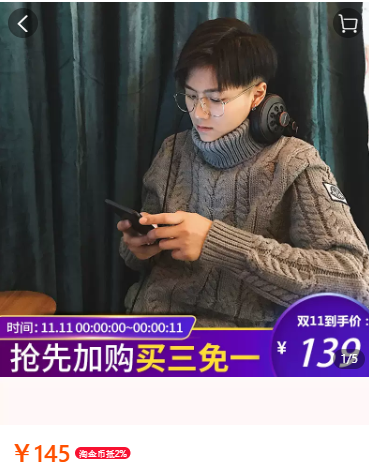 时间：11.11 00:00:00~00:00:11
双11到手价：
抢先加购买三免一
¥ 139
1/5
¥145
淘金币抵2%